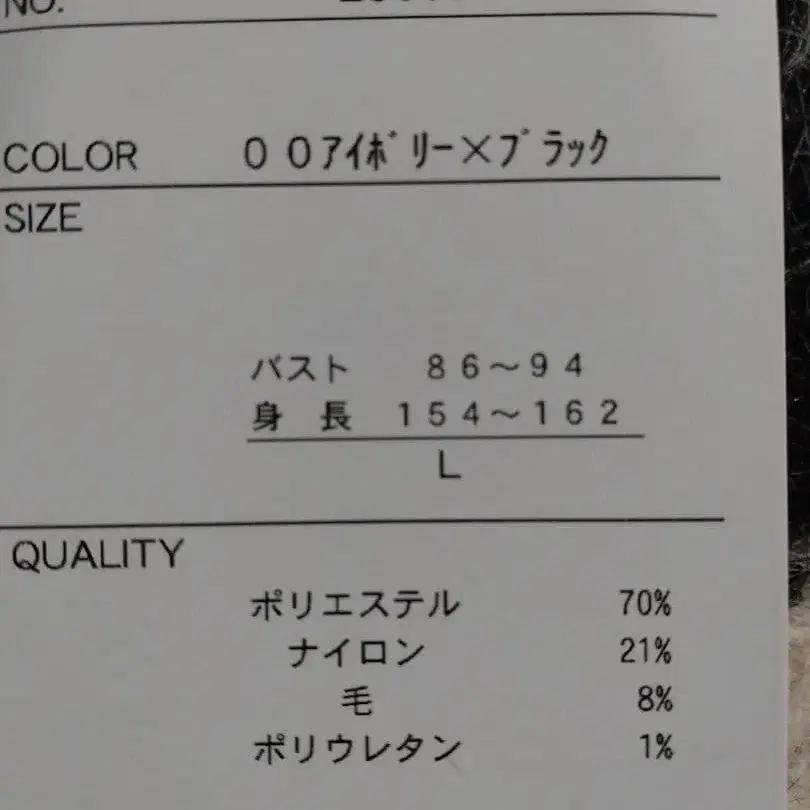 NO.
COLOR ００ｱｲﾎﾞﾘｰ×ﾌﾞﾗｯｸ
SIZE
バスト ８６～９４
身　長 １５４～１６２
L
QUALITY
ポリエステル 70%
ナイロン 21%
毛 8%
ポリウレタン 1%